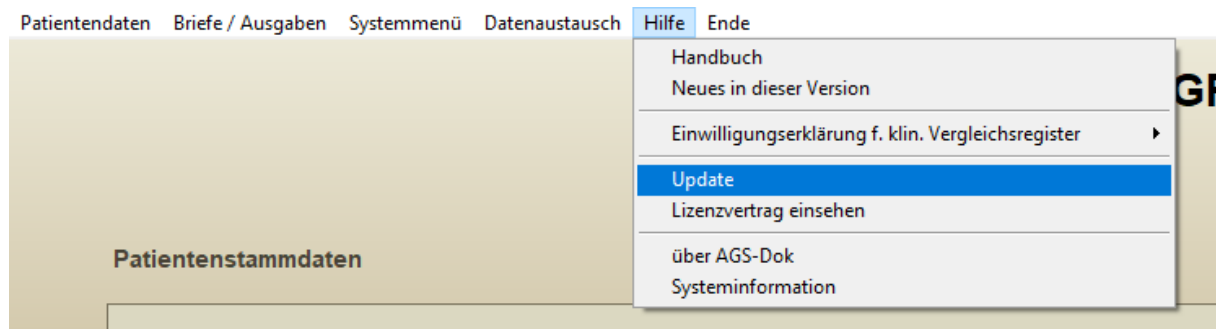 Patientendaten Briefe / Ausgaben Systemmenü Datenaustausch Hilfe Ende
Handbuch
Neues in dieser Version
Einwilligungserklärung f. klin. Vergleichsregister
Update
Lizenzvertrag einsehen
über AGS-Dok
Systeminformation
Patientenstammdaten